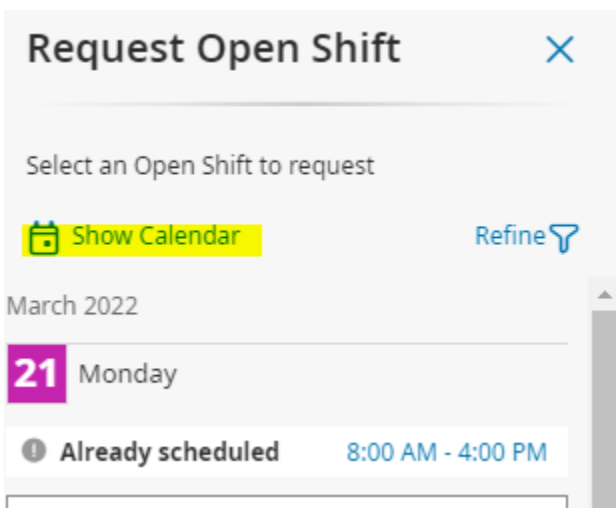 Request Open Shift
Select an Open Shift to request
Show Calendar Refine
March 2022
21 Monday
Already scheduled 8:00 AM - 4:00 PM